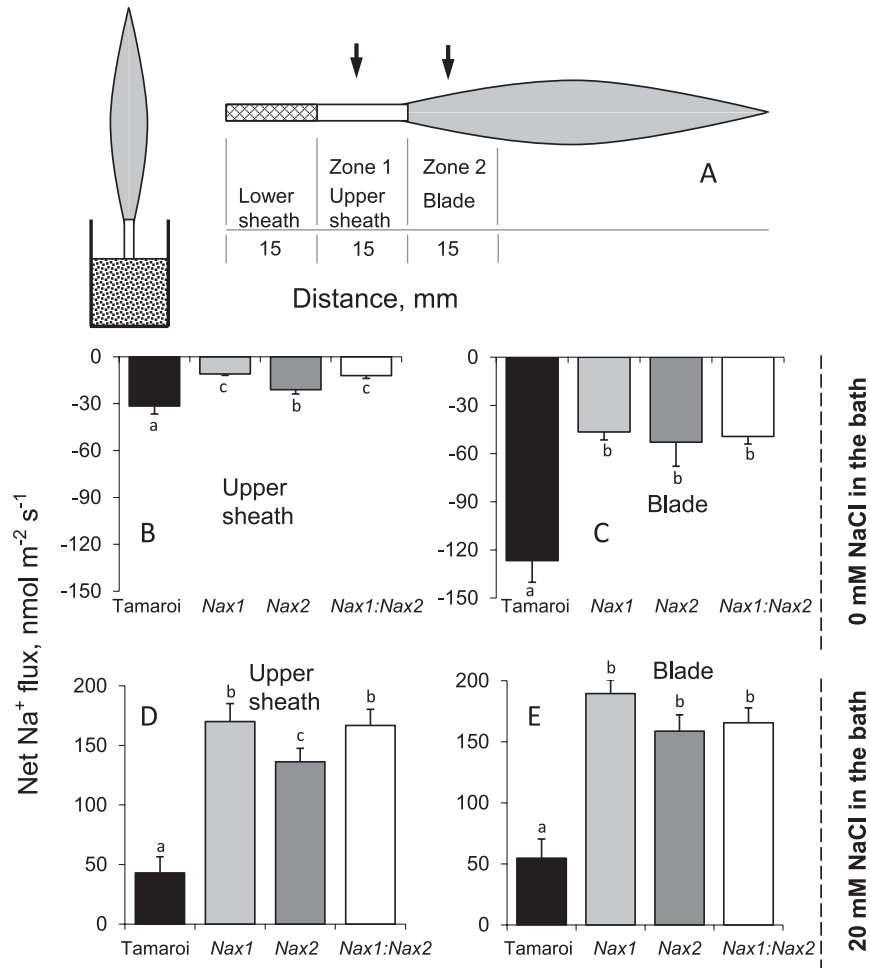 Zone 1 Zone 2
Lower sheath Upper sheath Blade
15 15 15
A
Distance, mm
Net Na⁺ flux, nmol m⁻² s⁻¹
0
-30
-60
-90
-120
-150
a c b c
Upper sheath
B
Tamaroi Nax1 Nax2 Nax1:Nax2
0
-30
-60
-90
-120
-150
a b b b
Blade
C
Tamaroi Nax1 Nax2 Nax1:Nax2
0 mM NaCl in the bath
Upper sheath
D
200
150
100
50
0
a b c b
Tamaroi Nax1 Nax2 Nax1:Nax2
Blade
E
200
150
100
50
0
a b b b
Tamaroi Nax1 Nax2 Nax1:Nax2
20 mM NaCl in the bath